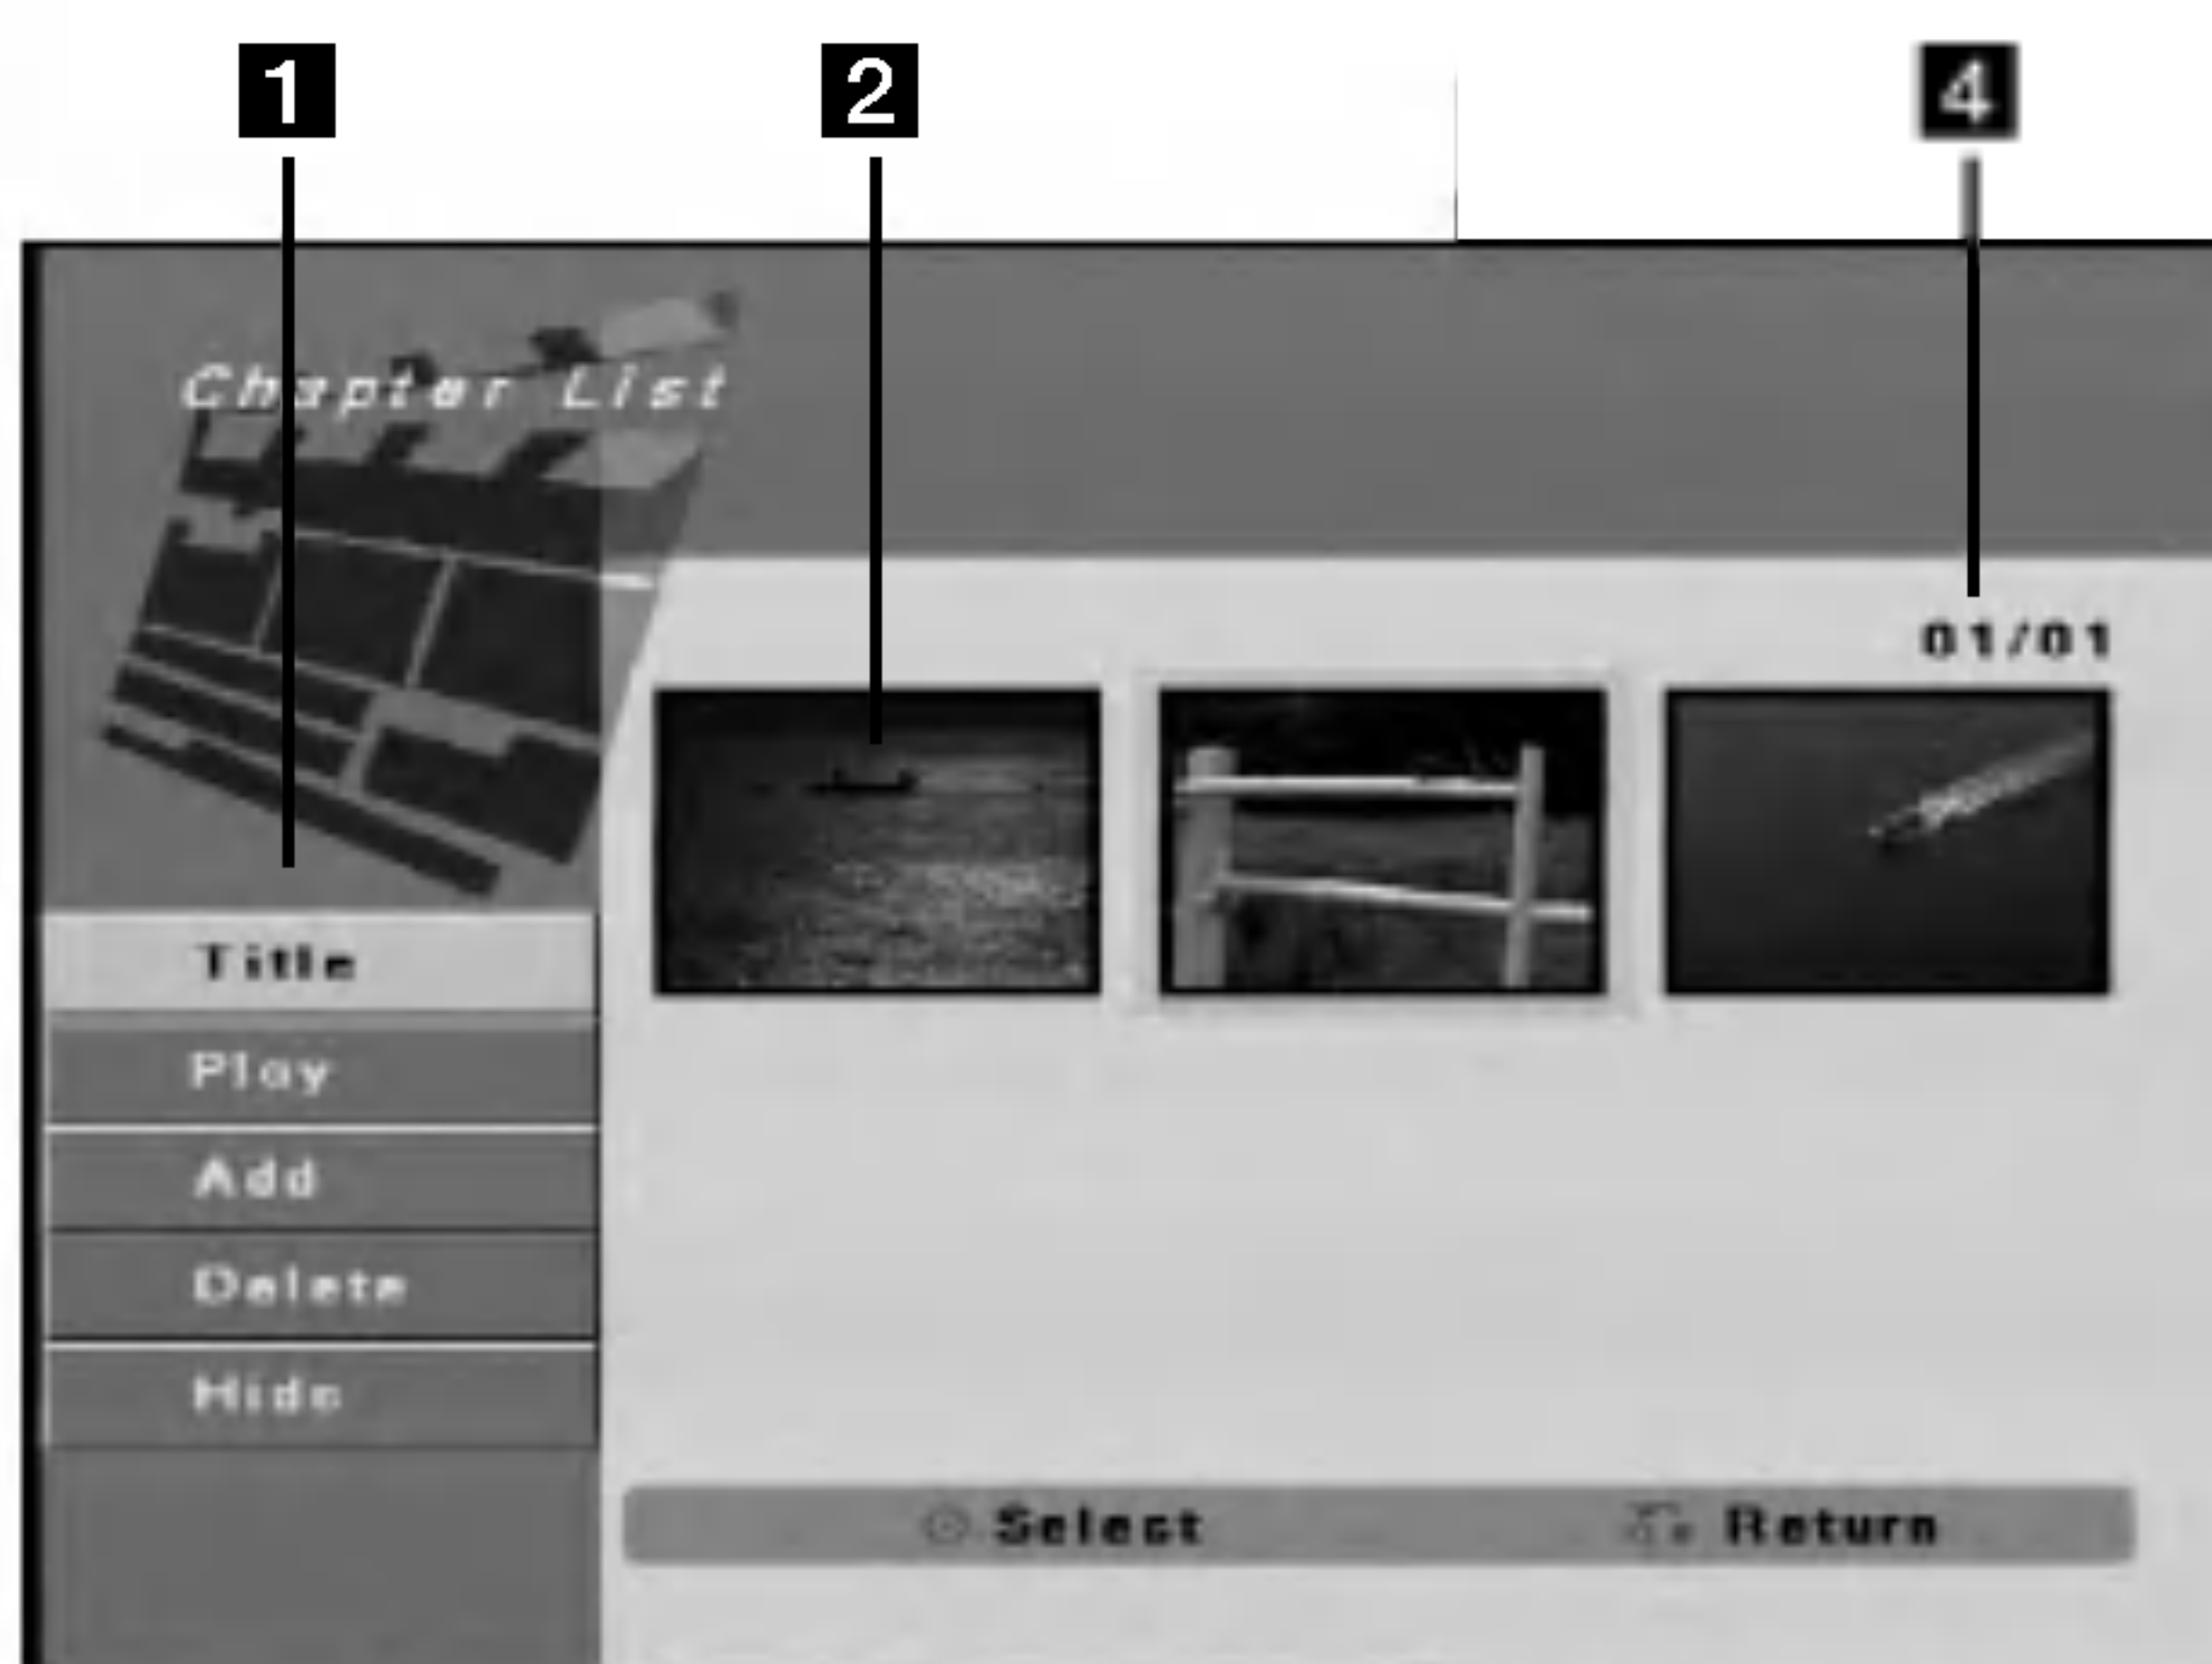 1 2 4
Chapter List
01/01
Title
Play
Add
Delete
Hide
Select Return